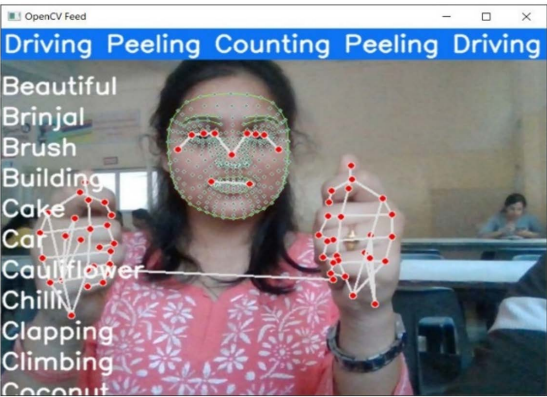 OpenCV Feed
Driving Peeling Counting Peeling Driving
Beautiful
Brinjal
Brush
Building
Cake
Car
Cauliflower
Chilli
Clapping
Climbing
Coconut